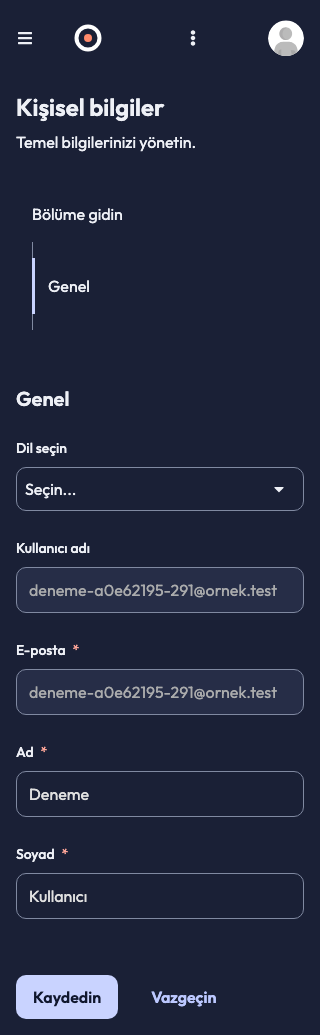 Kişisel bilgiler
Temel bilgilerinizi yönetin.
Bölüme gidin
Genel
Genel
Dil seçin
Seçin...
Kullanıcı adı
deneme-a0e62195-291@ornek.test
E-posta *
deneme-a0e62195-291@ornek.test
Ad *
Deneme
Soyad *
Kullanıcı
Kaydedin Vazgeçin